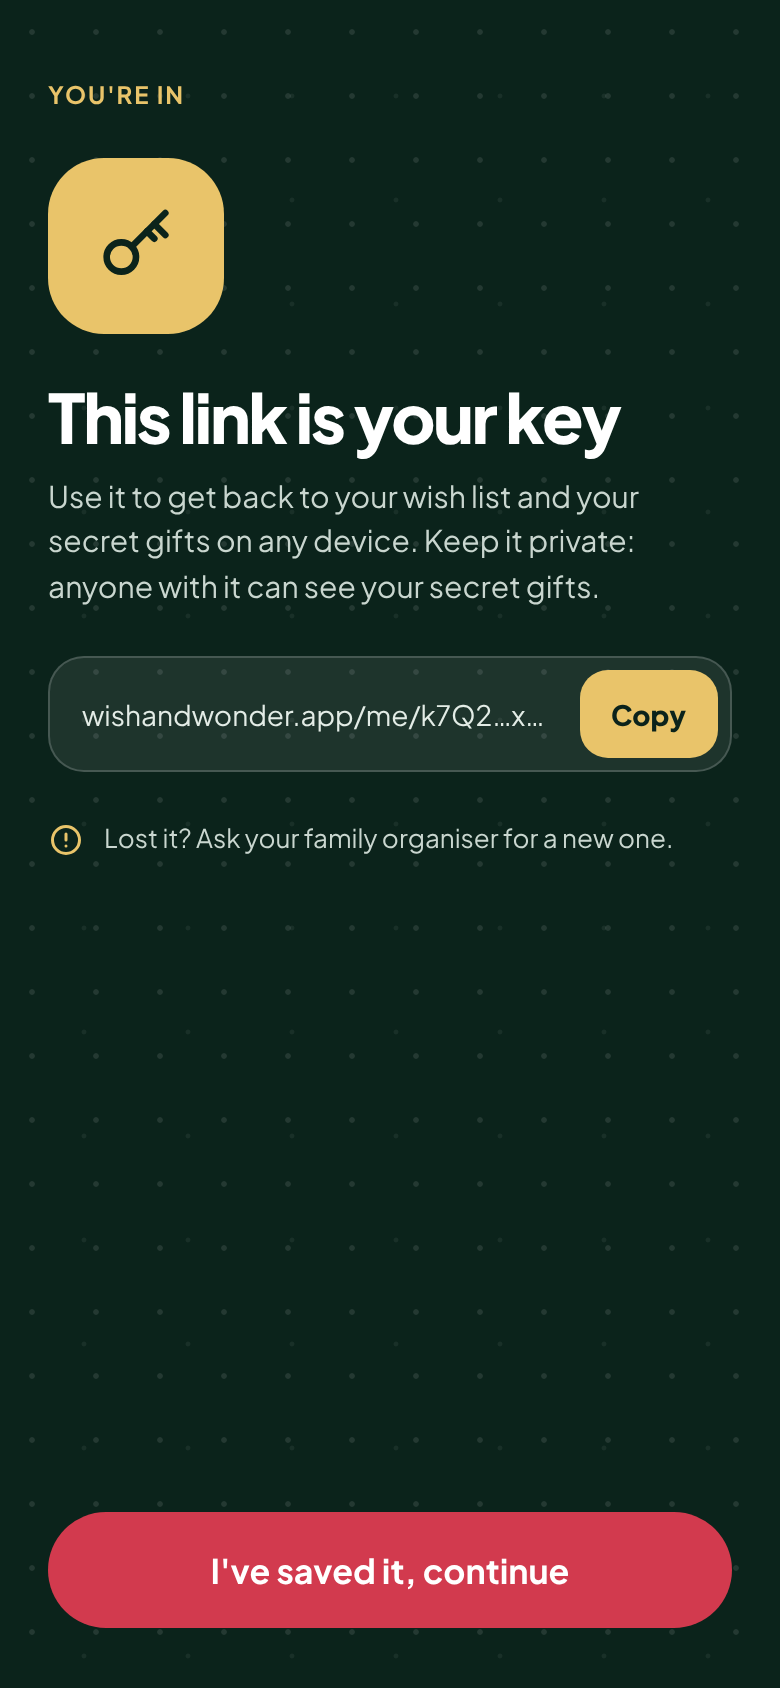 YOU'RE IN
This link is your key
Use it to get back to your wish list and your
secret gifts on any device. Keep it private:
anyone with it can see your secret gifts.
wishandwonder.app/me/k7Q2…x…
Copy
Lost it? Ask your family organiser for a new one.
I've saved it, continue